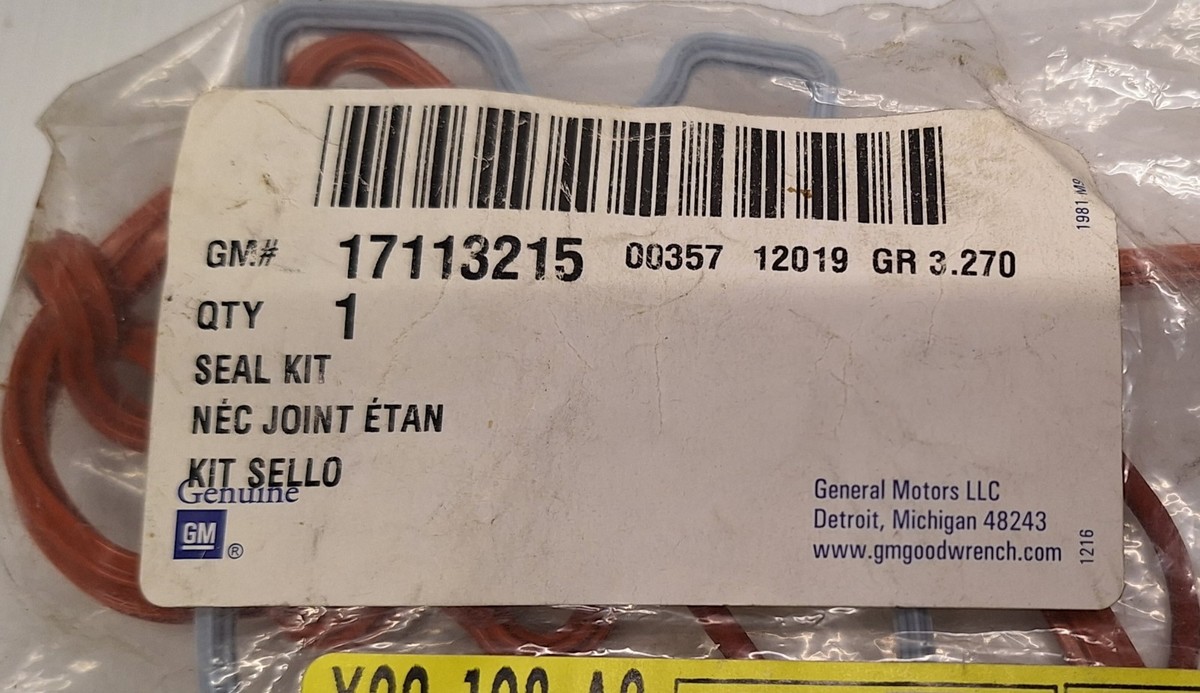 GM# 17113215 00357 12019 GR 3.270
QTY 1
SEAL KIT
NÉC JOINT ÉTAN
KIT SELLO
Genuine
GM ®
General Motors LLC
Detroit, Michigan 48243
www.gmgoodwrench.com
1216
1981